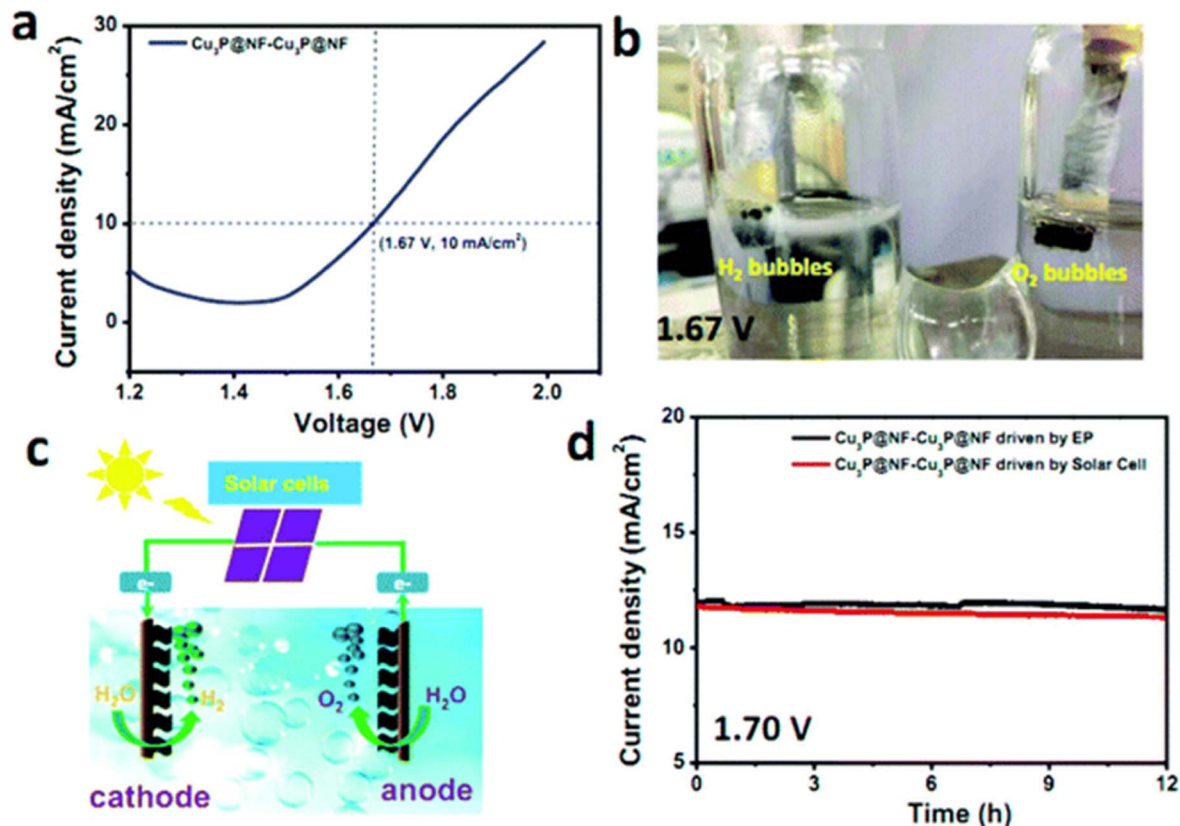 a
30
20
10
0
Current density (mA/cm²)
Cu₃P@NF-Cu₃P@NF
(1.67 V, 10 mA/cm²)
1.2 1.4 1.6 1.8 2.0
Voltage (V)
b
H₂ bubbles
O₂ bubbles
1.67 V
c
Solar cells
e-
e-
H₂O
H₂
O₂
H₂O
cathode
anode
d
20
15
10
5
Current density (mA/cm²)
Cu₃P@NF-Cu₃P@NF driven by EP
Cu₃P@NF-Cu₃P@NF driven by Solar Cell
1.70 V
0 3 6 9 12
Time (h)